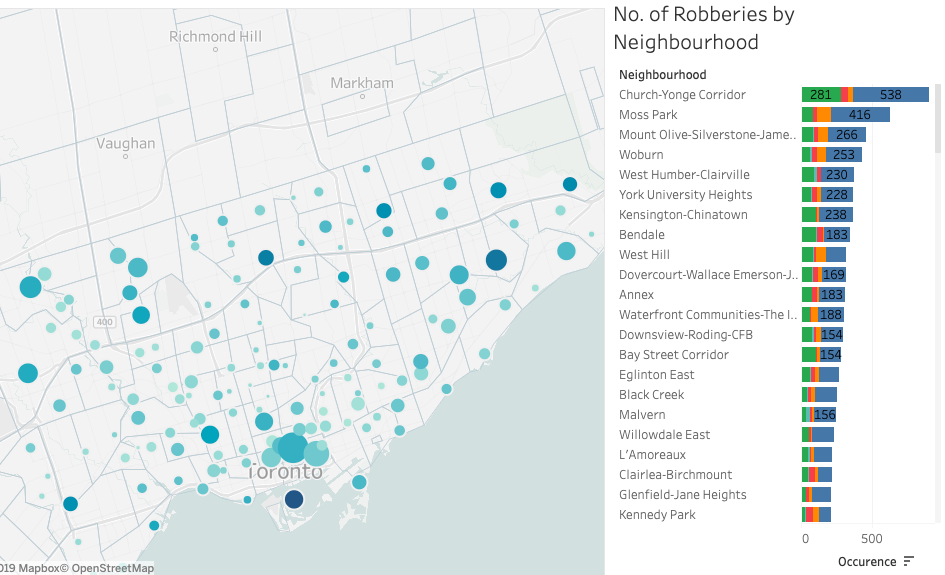 Richmond Hill
Markham
Vaughan
400
Toronto
019 Mapbox© OpenStreetMap
No. of Robberies by
Neighbourhood
Neighbourhood
Church-Yonge Corridor 281 538
Moss Park 416
Mount Olive-Silverstone-Jame.. 266
Woburn 253
West Humber-Clairville 230
York University Heights 228
Kensington-Chinatown 238
Bendale 183
West Hill
Dovercourt-Wallace Emerson-J.. 169
Annex 183
Waterfront Communities-The I.. 188
Downsview-Roding-CFB 154
Bay Street Corridor 154
Eglinton East
Black Creek
Malvern 156
Willowdale East
L'Amoreaux
Clairlea-Birchmount
Glenfield-Jane Heights
Kennedy Park
0 500
Occurence